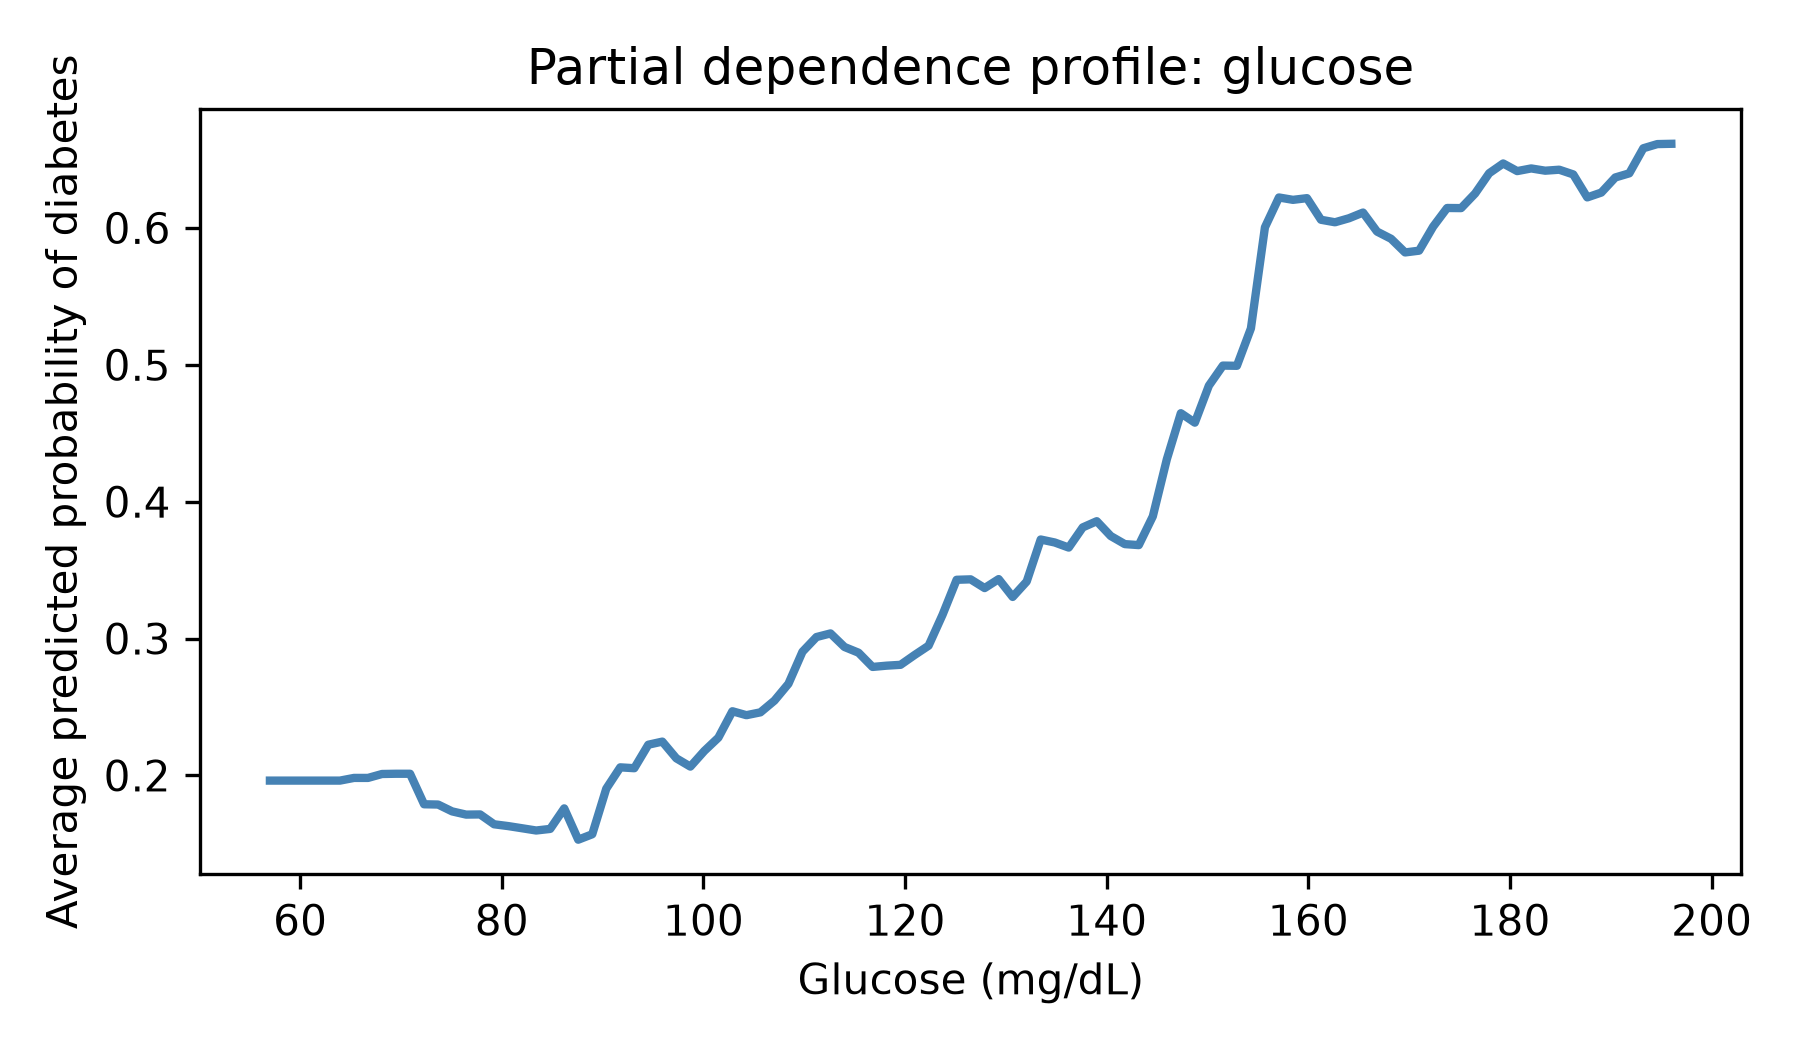 Partial dependence profile: glucose
Average predicted probability of diabetes
0.6
0.5
0.4
0.3
0.2
60 80 100 120 140 160 180 200
Glucose (mg/dL)